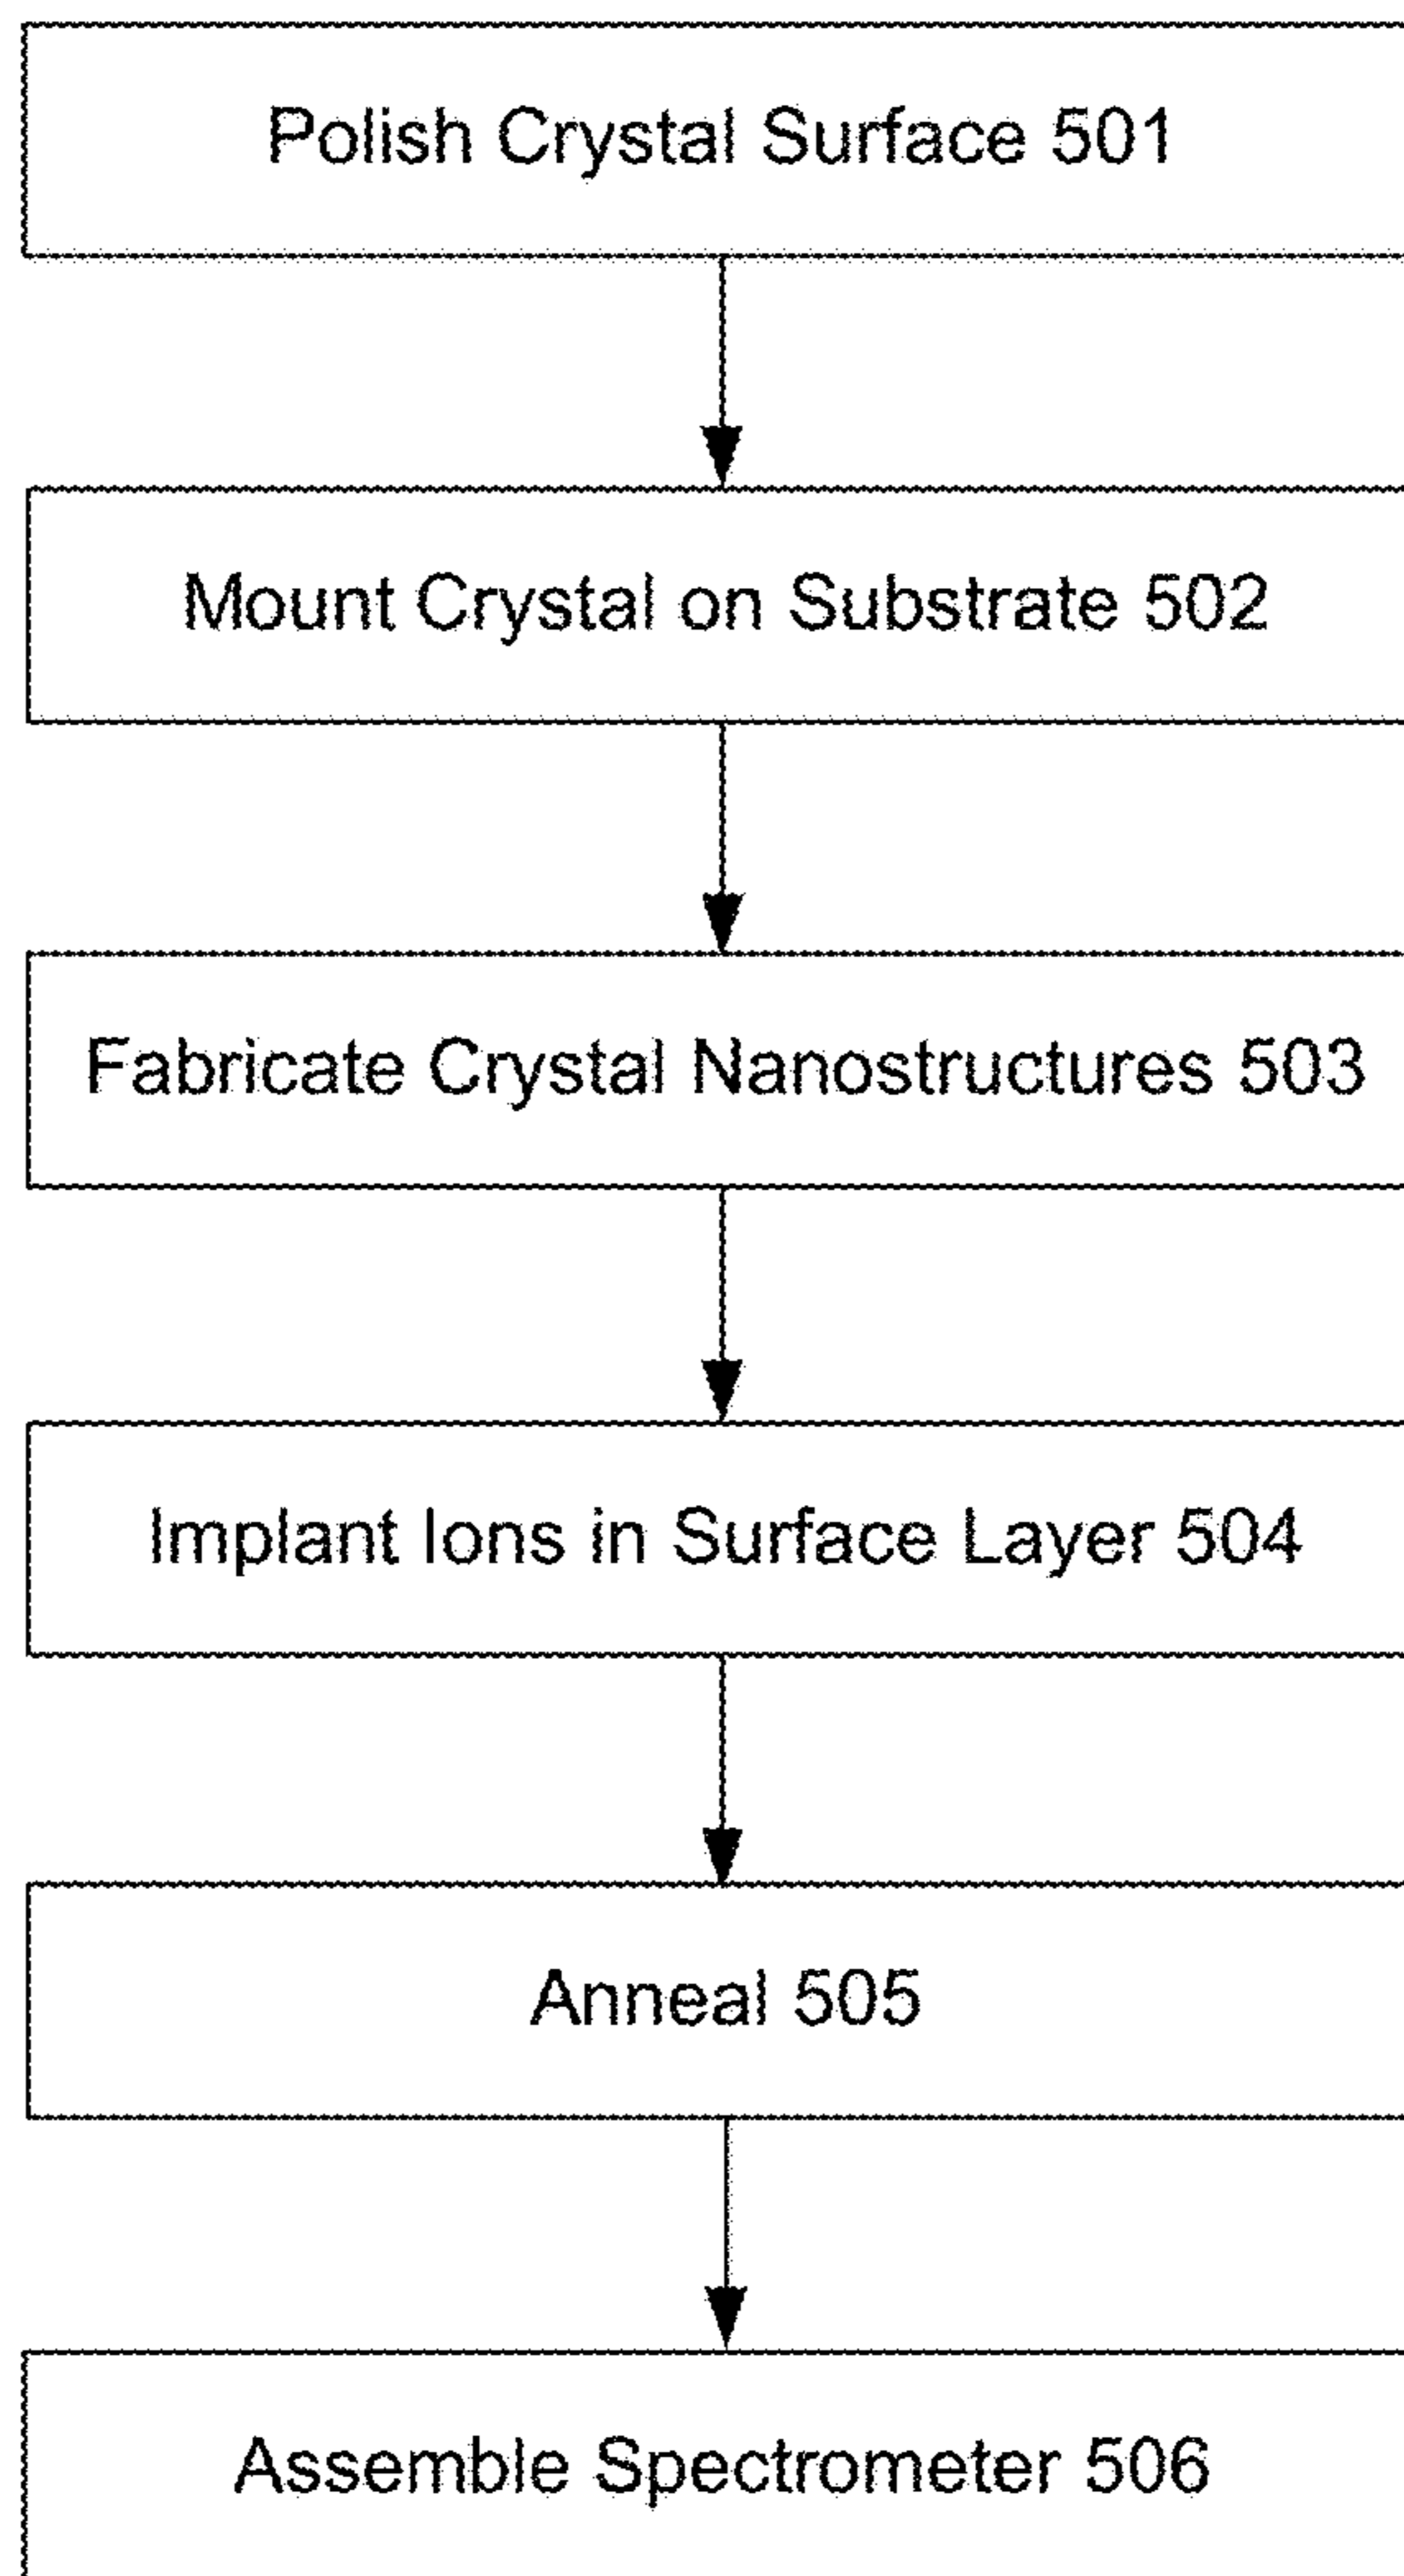 Polish Crystal Surface 501
Mount Crystal on Substrate 502
Fabricate Crystal Nanostructures 503
Implant Ions in Surface Layer 504
Anneal 505
Assemble Spectrometer 506